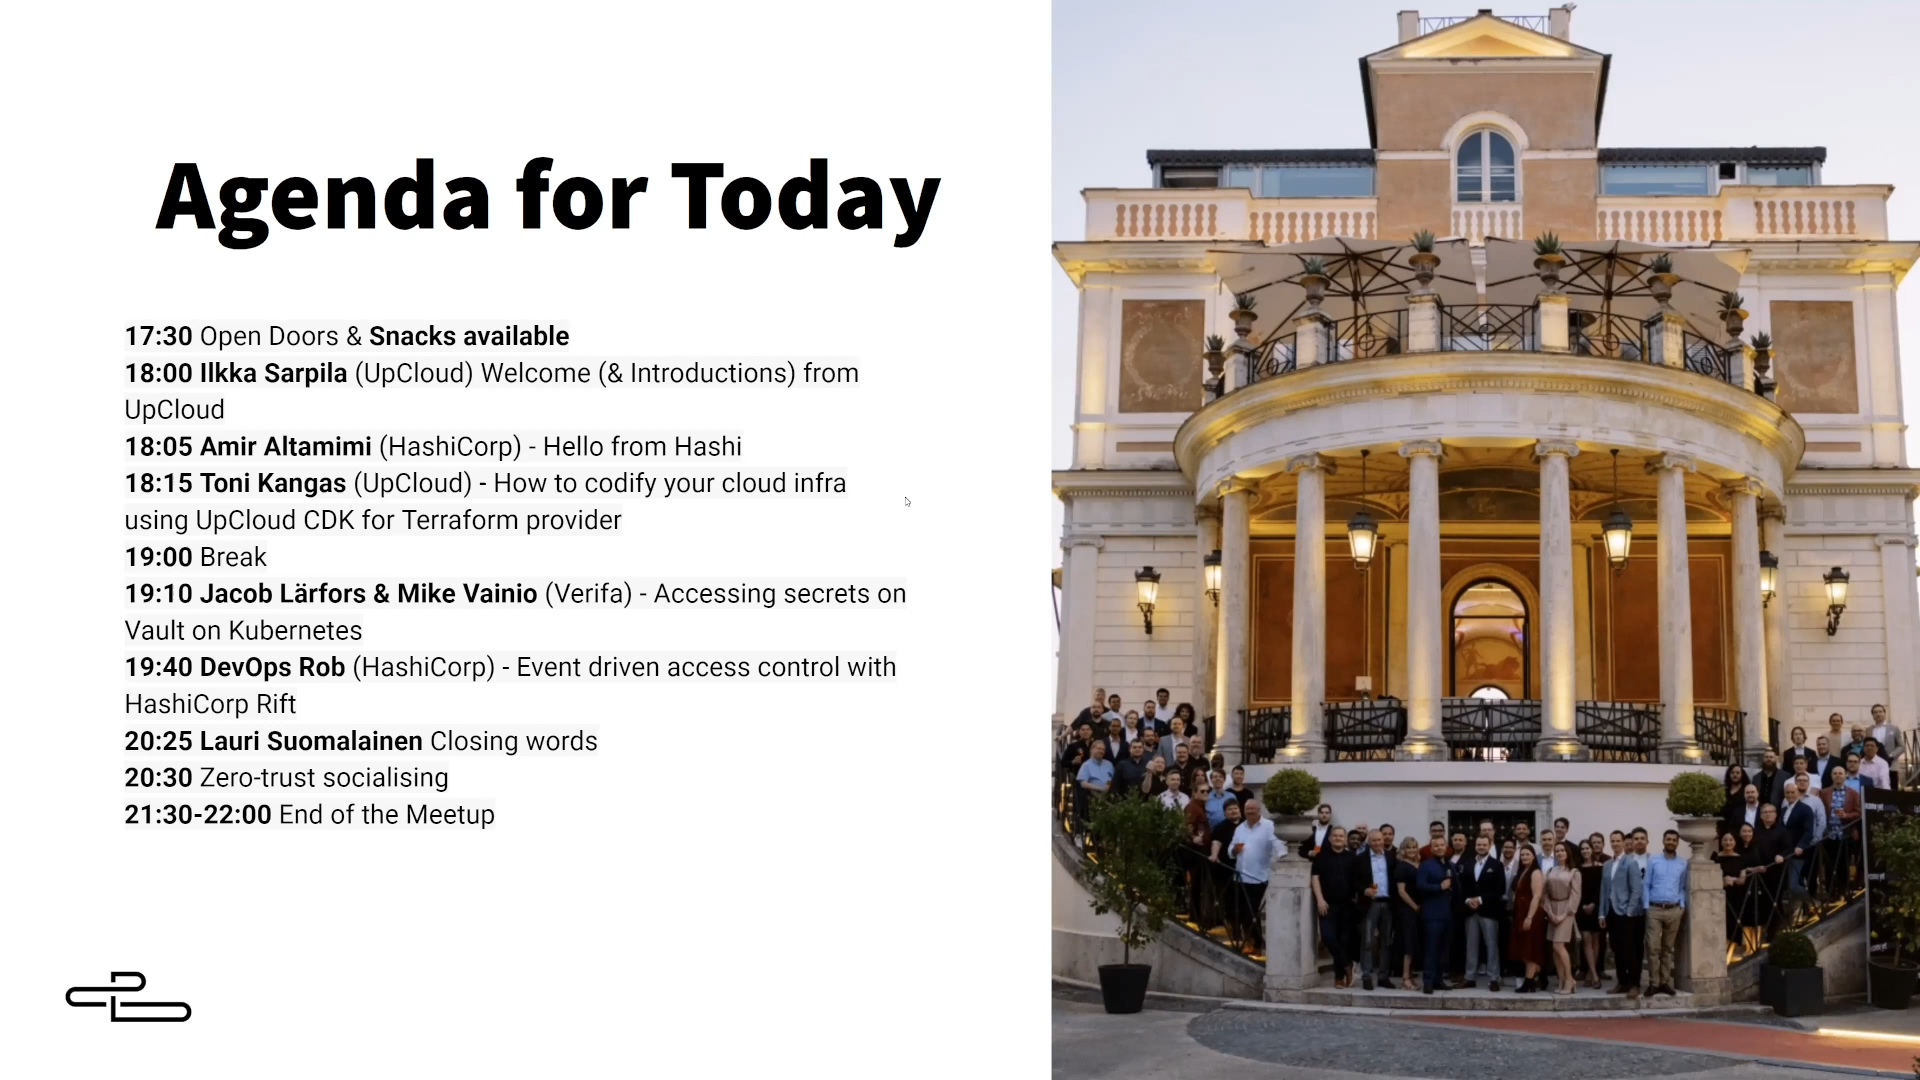 Agenda for Today
17:30 Open Doors & Snacks available
18:00 Ilkka Sarpila (UpCloud) Welcome (& Introductions) from
UpCloud
18:05 Amir Altamimi (HashiCorp) - Hello from Hashi
18:15 Toni Kangas (UpCloud) - How to codify your cloud infra
using UpCloud CDK for Terraform provider
19:00 Break
19:10 Jacob Lärfors & Mike Vainio (Verifa) - Accessing secrets on
Vault on Kubernetes
19:40 DevOps Rob (HashiCorp) - Event driven access control with
HashiCorp Rift
20:25 Lauri Suomalainen Closing words
20:30 Zero-trust socialising
21:30-22:00 End of the Meetup